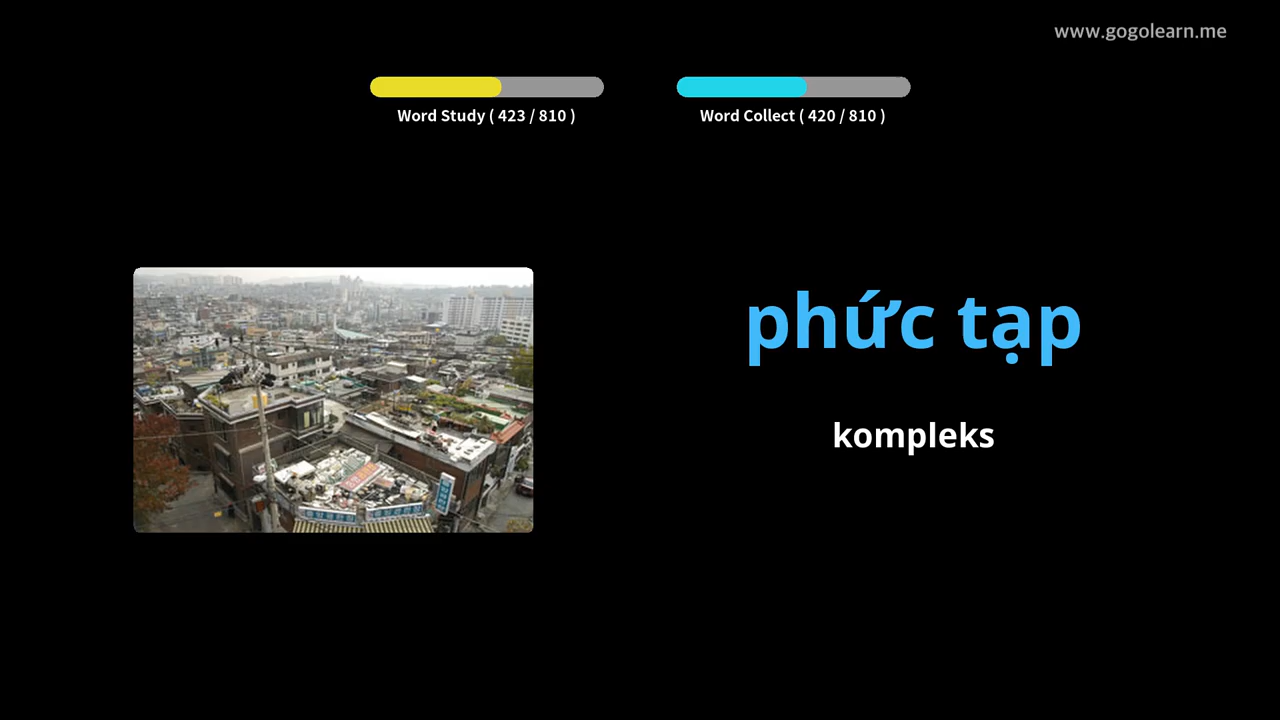 www.gogolearn.me
Word Study ( 423 / 810 )
Word Collect ( 420 / 810 )
phức tạp
kompleks